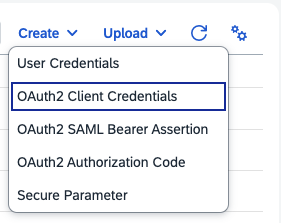 Create Upload
User Credentials
OAuth2 Client Credentials
OAuth2 SAML Bearer Assertion
OAuth2 Authorization Code
Secure Parameter